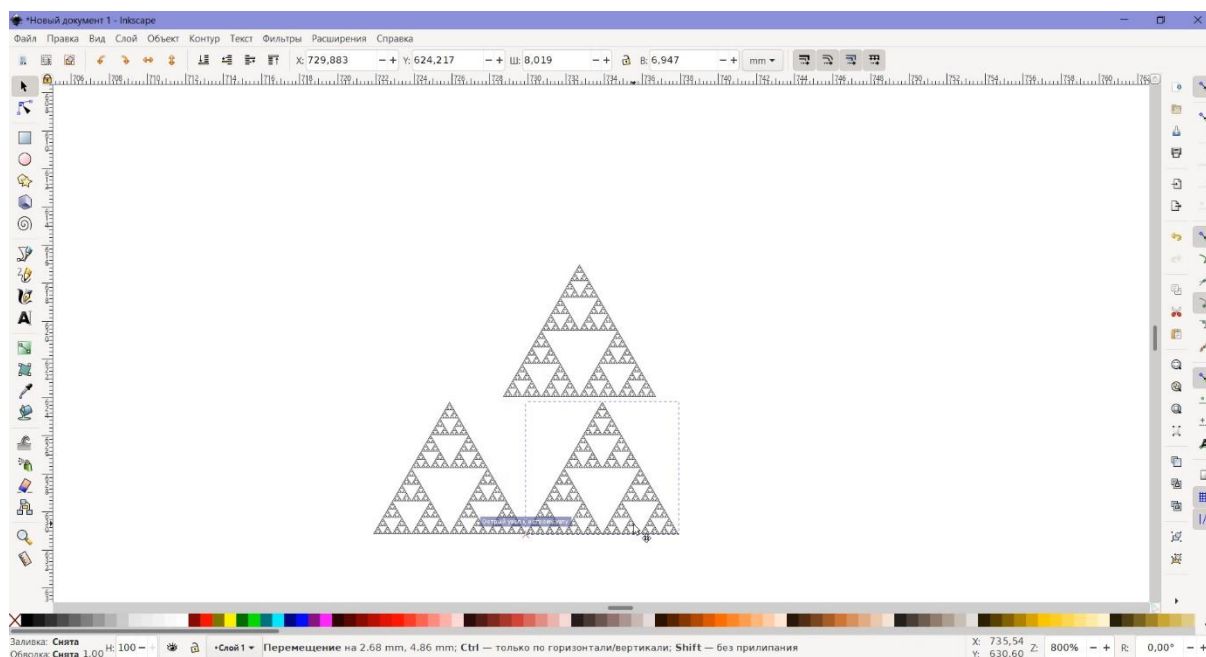 *Новый документ 1 - Inkscape
Файл Правка Вид Слой Объект Контур Текст Фильтры Расширения Справка
X: 729,883 − + Y: 624,217 − + Ш: 8,019 − + В: 6,947 − + mm
A
Заливка: Снята
Обводка: Снята 1,00
Н: 100 − +
•Слой 1
Перемещение на 2.68 mm, 4.86 mm; Ctrl — только по горизонтали/вертикали; Shift — без прилипания
X: 735,54
Y: 630,60
Z: 800% − + R: 0,00° − +